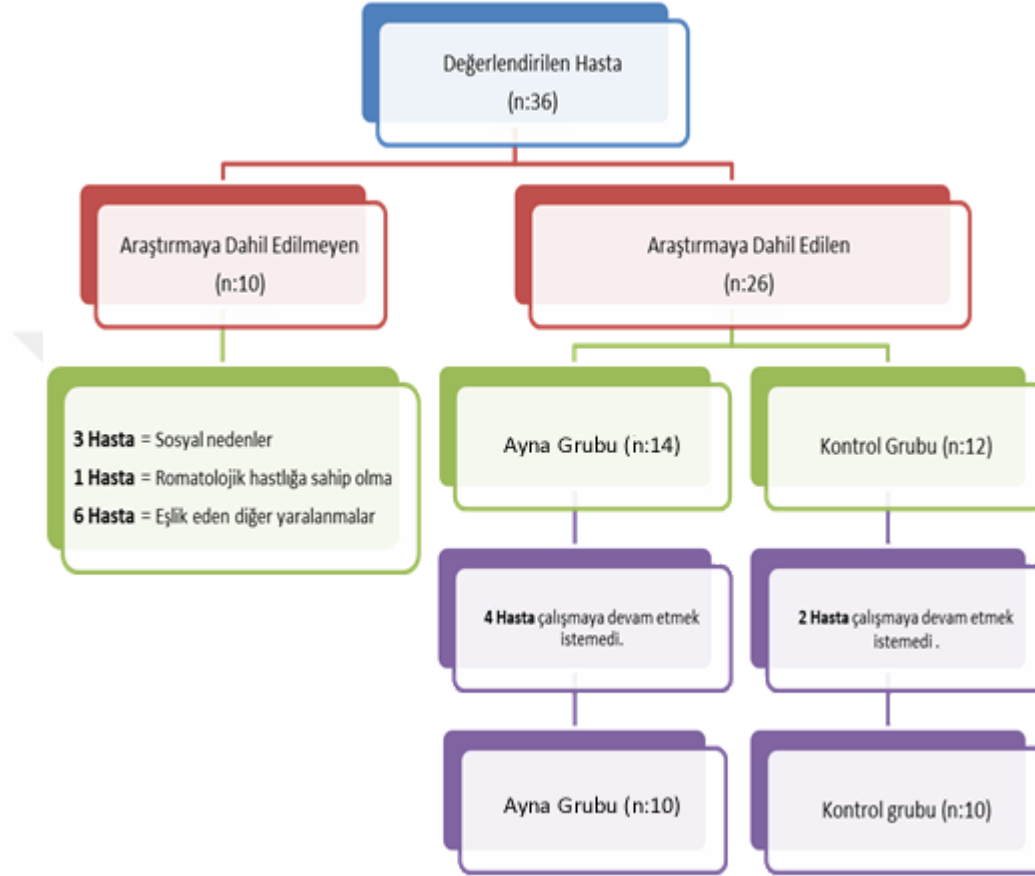 Değerlendirilen Hasta
(n:36)
Araştırmaya Dahil Edilmeyen
(n:10)
Araştırmaya Dahil Edilen
(n:26)
3 Hasta = Sosyal nedenler
1 Hasta = Romatolojik hastlığa sahip olma
6 Hasta = Eşlik eden diğer yaralanmalar
Ayna Grubu (n:14)
Kontrol Grubu (n:12)
4 Hasta çalışmaya devam etmek
istemedi.
2 Hasta çalışmaya devam etmek
istemedi .
Ayna Grubu (n:10)
Kontrol grubu (n:10)